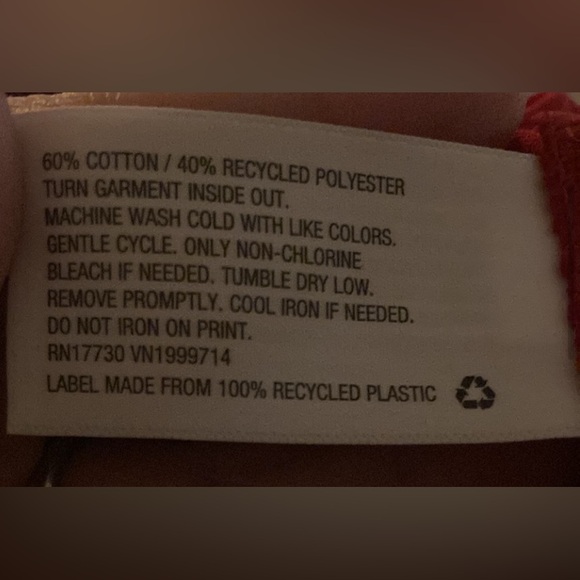 60% COTTON / 40% RECYCLED POLYESTER
TURN GARMENT INSIDE OUT.
MACHINE WASH COLD WITH LIKE COLORS.
GENTLE CYCLE. ONLY NON-CHLORINE
BLEACH IF NEEDED. TUMBLE DRY LOW.
REMOVE PROMPTLY. COOL IRON IF NEEDED.
DO NOT IRON ON PRINT.
RN17730 VN1999714
LABEL MADE FROM 100% RECYCLED PLASTIC